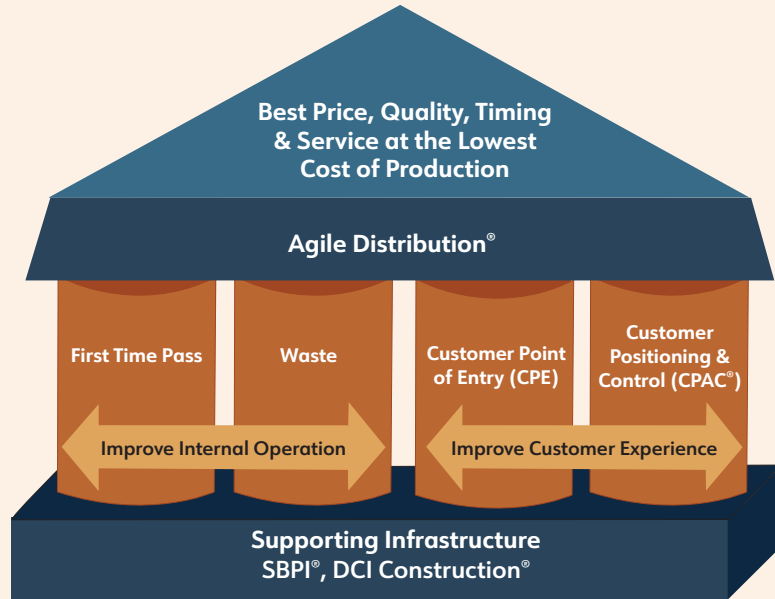 Best Price, Quality, Timing
& Service at the Lowest
Cost of Production
Agile Distribution®
First Time Pass
Waste
Customer Point
of Entry (CPE)
Customer
Positioning &
Control (CPAC®)
Improve Internal Operation
Improve Customer Experience
Supporting Infrastructure
SBPI®, DCI Construction®